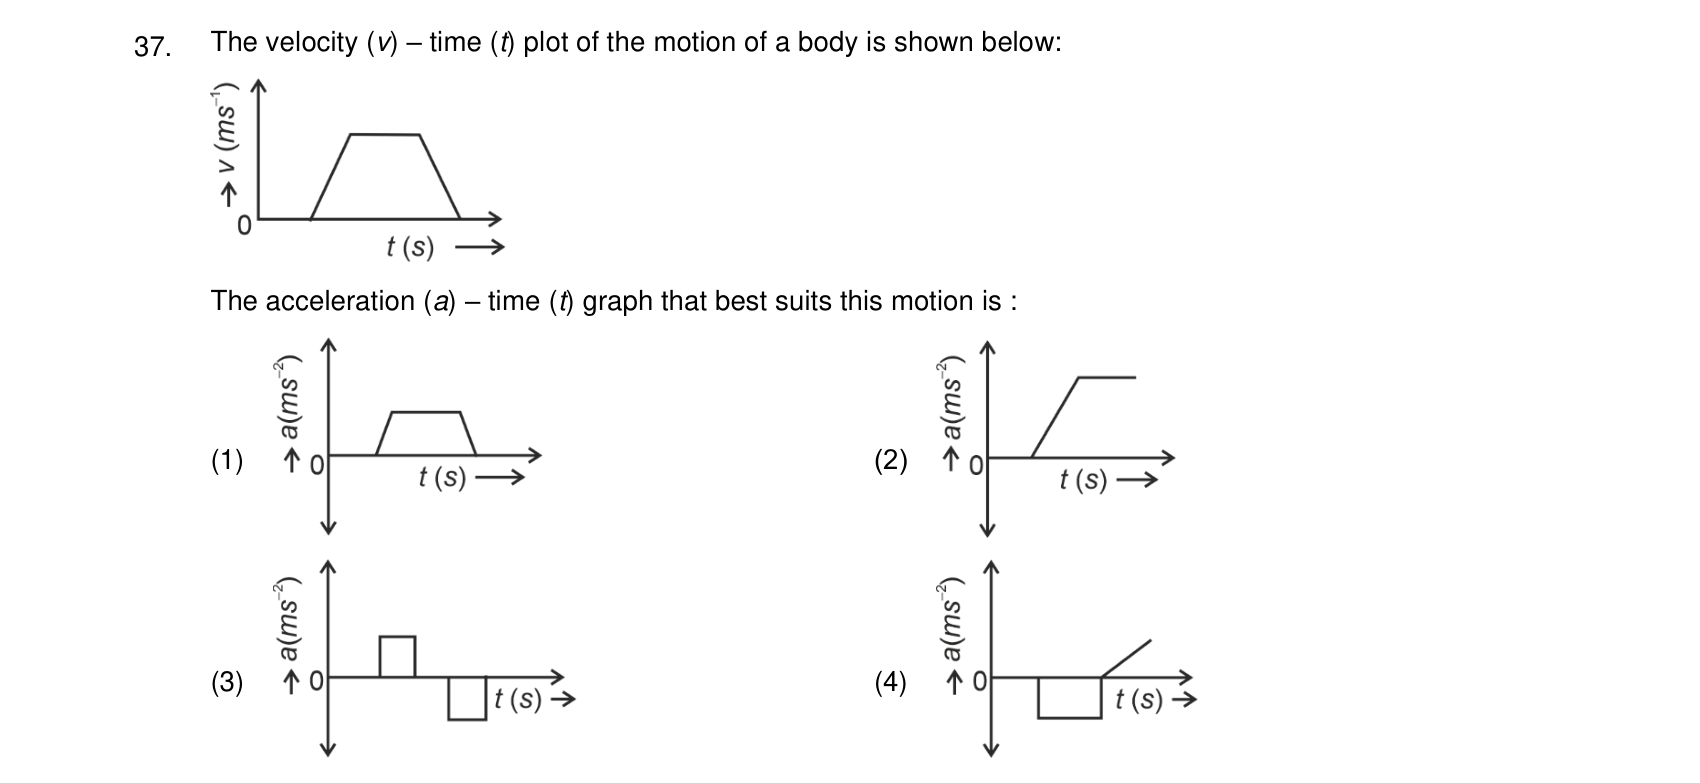 37. The velocity (v) – time (t) plot of the motion of a body is shown below:
↑ v (ms⁻¹)
0
t (s) →
The acceleration (a) – time (t) graph that best suits this motion is :
(1) ↑ a(ms⁻²) 0 t (s) →
(2) ↑ a(ms⁻²) 0 t (s) →
(3) ↑ a(ms⁻²) 0 t (s) →
(4) ↑ a(ms⁻²) 0 t (s) →